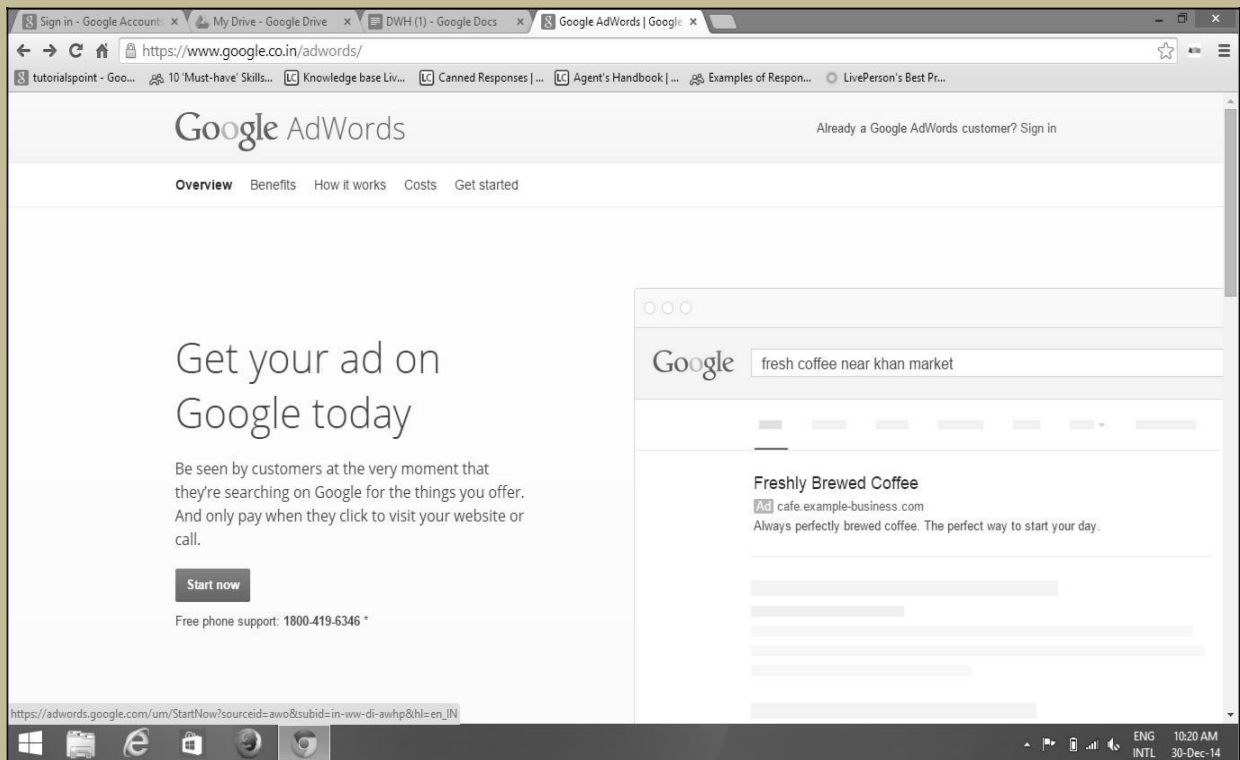 Sign in - Google Account:
My Drive - Google Drive
DWH (1) - Google Docs
Google AdWords | Google
https://www.google.co.in/adwords/
tutorialspoint - Goo...
10 'Must-have' Skills...
LC Knowledge base Liv...
LC Canned Responses | ...
LC Agent's Handbook | ...
Examples of Respon...
LivePerson's Best Pr...
Google AdWords
Already a Google AdWords customer? Sign in
Overview Benefits How it works Costs Get started
Get your ad on
Google today
Be seen by customers at the very moment that
they're searching on Google for the things you offer.
And only pay when they click to visit your website or
call.
Start now
Free phone support: 1800-419-6346 *
Google fresh coffee near khan market
Freshly Brewed Coffee
Ad cafe.example-business.com
Always perfectly brewed coffee. The perfect way to start your day.
https://adwords.google.com/um/StartNow?sourceid=awo&subid=in-ww-di-awhp&hl=en_IN
ENG 10:20 AM
INTL 30-Dec-14